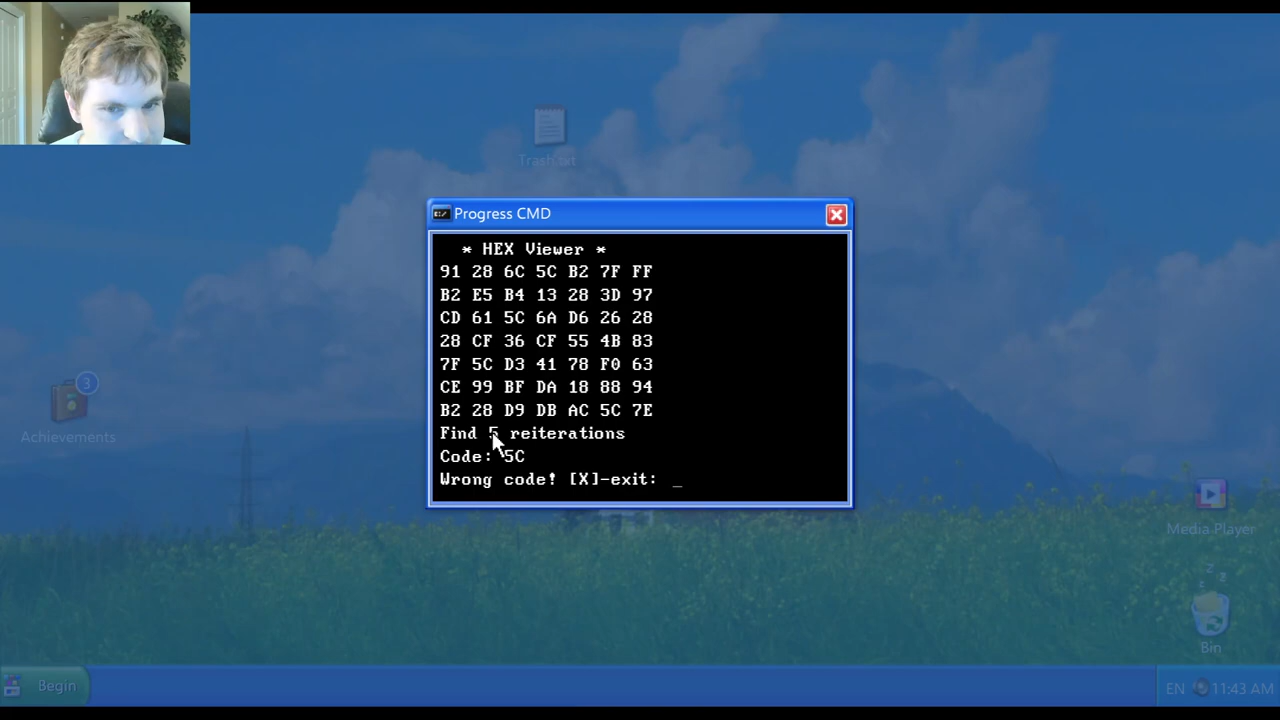 Trash.txt
Progress CMD
* HEX Viewer *
91 28 6C 5C B2 7F FF
B2 E5 B4 13 28 3D 97
CD 61 5C 6A D6 26 28
28 CF 36 CF 55 4B 83
7F 5C D3 41 78 F0 63
CE 99 BF DA 18 88 94
B2 28 D9 DB AC 5C 7E
Find 5 reiterations
Code: 5C
Wrong code! [X]-exit: _
3
Achievements
Media Player
z z z
Bin
Begin
EN 11:43 AM